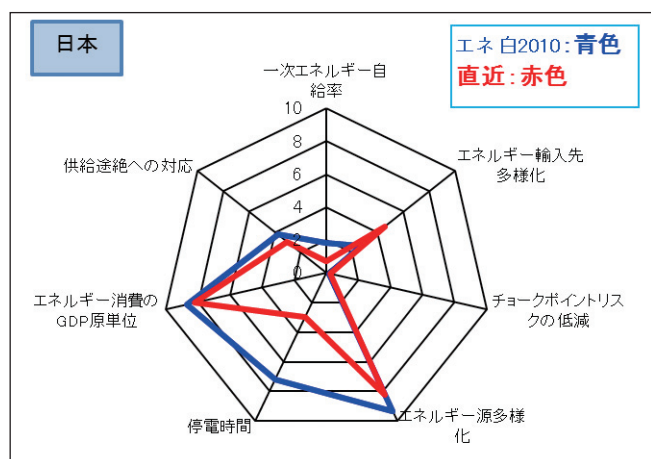 日本
エネ白2010：青色
直近：赤色
一次エネルギー自
給率
10
8
6
4
2
0
エネルギー輸入先
多様化
チョークポイントリス
クの低減
エネルギー源多様
化
停電時間
エネルギー消費の
GDP原単位
供給途絶への対応